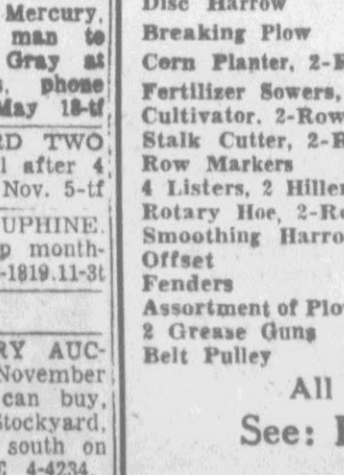 Mercury,
man to
Gray at
phone
May 18-tf
RD TWO
l after 4
Nov. 5-tf
UPHINE.
p month-
-1819.11-3t
RY AUC-
November
can buy,
Stockyard,
south on
4-4234
Disc Harrow
Breaking Plow
Corn Planter, 2-R
Fertilizer Sowers,
Cultivator. 2-Row
Stalk Cutter, 2-R
Row Markers
4 Listers, 2 Hiller
Rotary Hoe, 2-Ro
Smoothing Harro
Offset
Fenders
Assortment of Plo
2 Grease Guns
Belt Pulley
All
See: